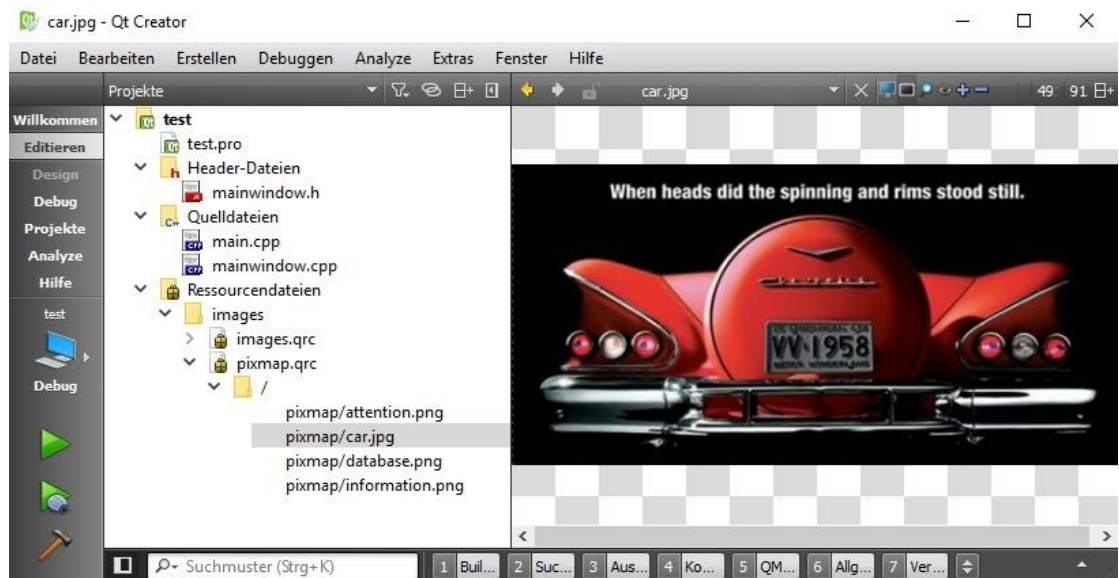 car.jpg - Qt Creator
Datei Bearbeiten Erstellen Debuggen Analyze Extras Fenster Hilfe
Projekte
car.jpg
49: 91
Willkommen
Editieren
Design
Debug
Projekte
Analyze
Hilfe
test
Debug
test
test.pro
Header-Dateien
mainwindow.h
Quelldateien
main.cpp
mainwindow.cpp
Ressourcendateien
images
images.qrc
pixmap.qrc
/
pixmap/attention.png
pixmap/car.jpg
pixmap/database.png
pixmap/information.png
When heads did the spinning and rims stood still.
VV·1958
Suchmuster (Strg+K)
1 Buil... 2 Suc... 3 Aus... 4 Ko... 5 QM... 6 Allg... 7 Ver...